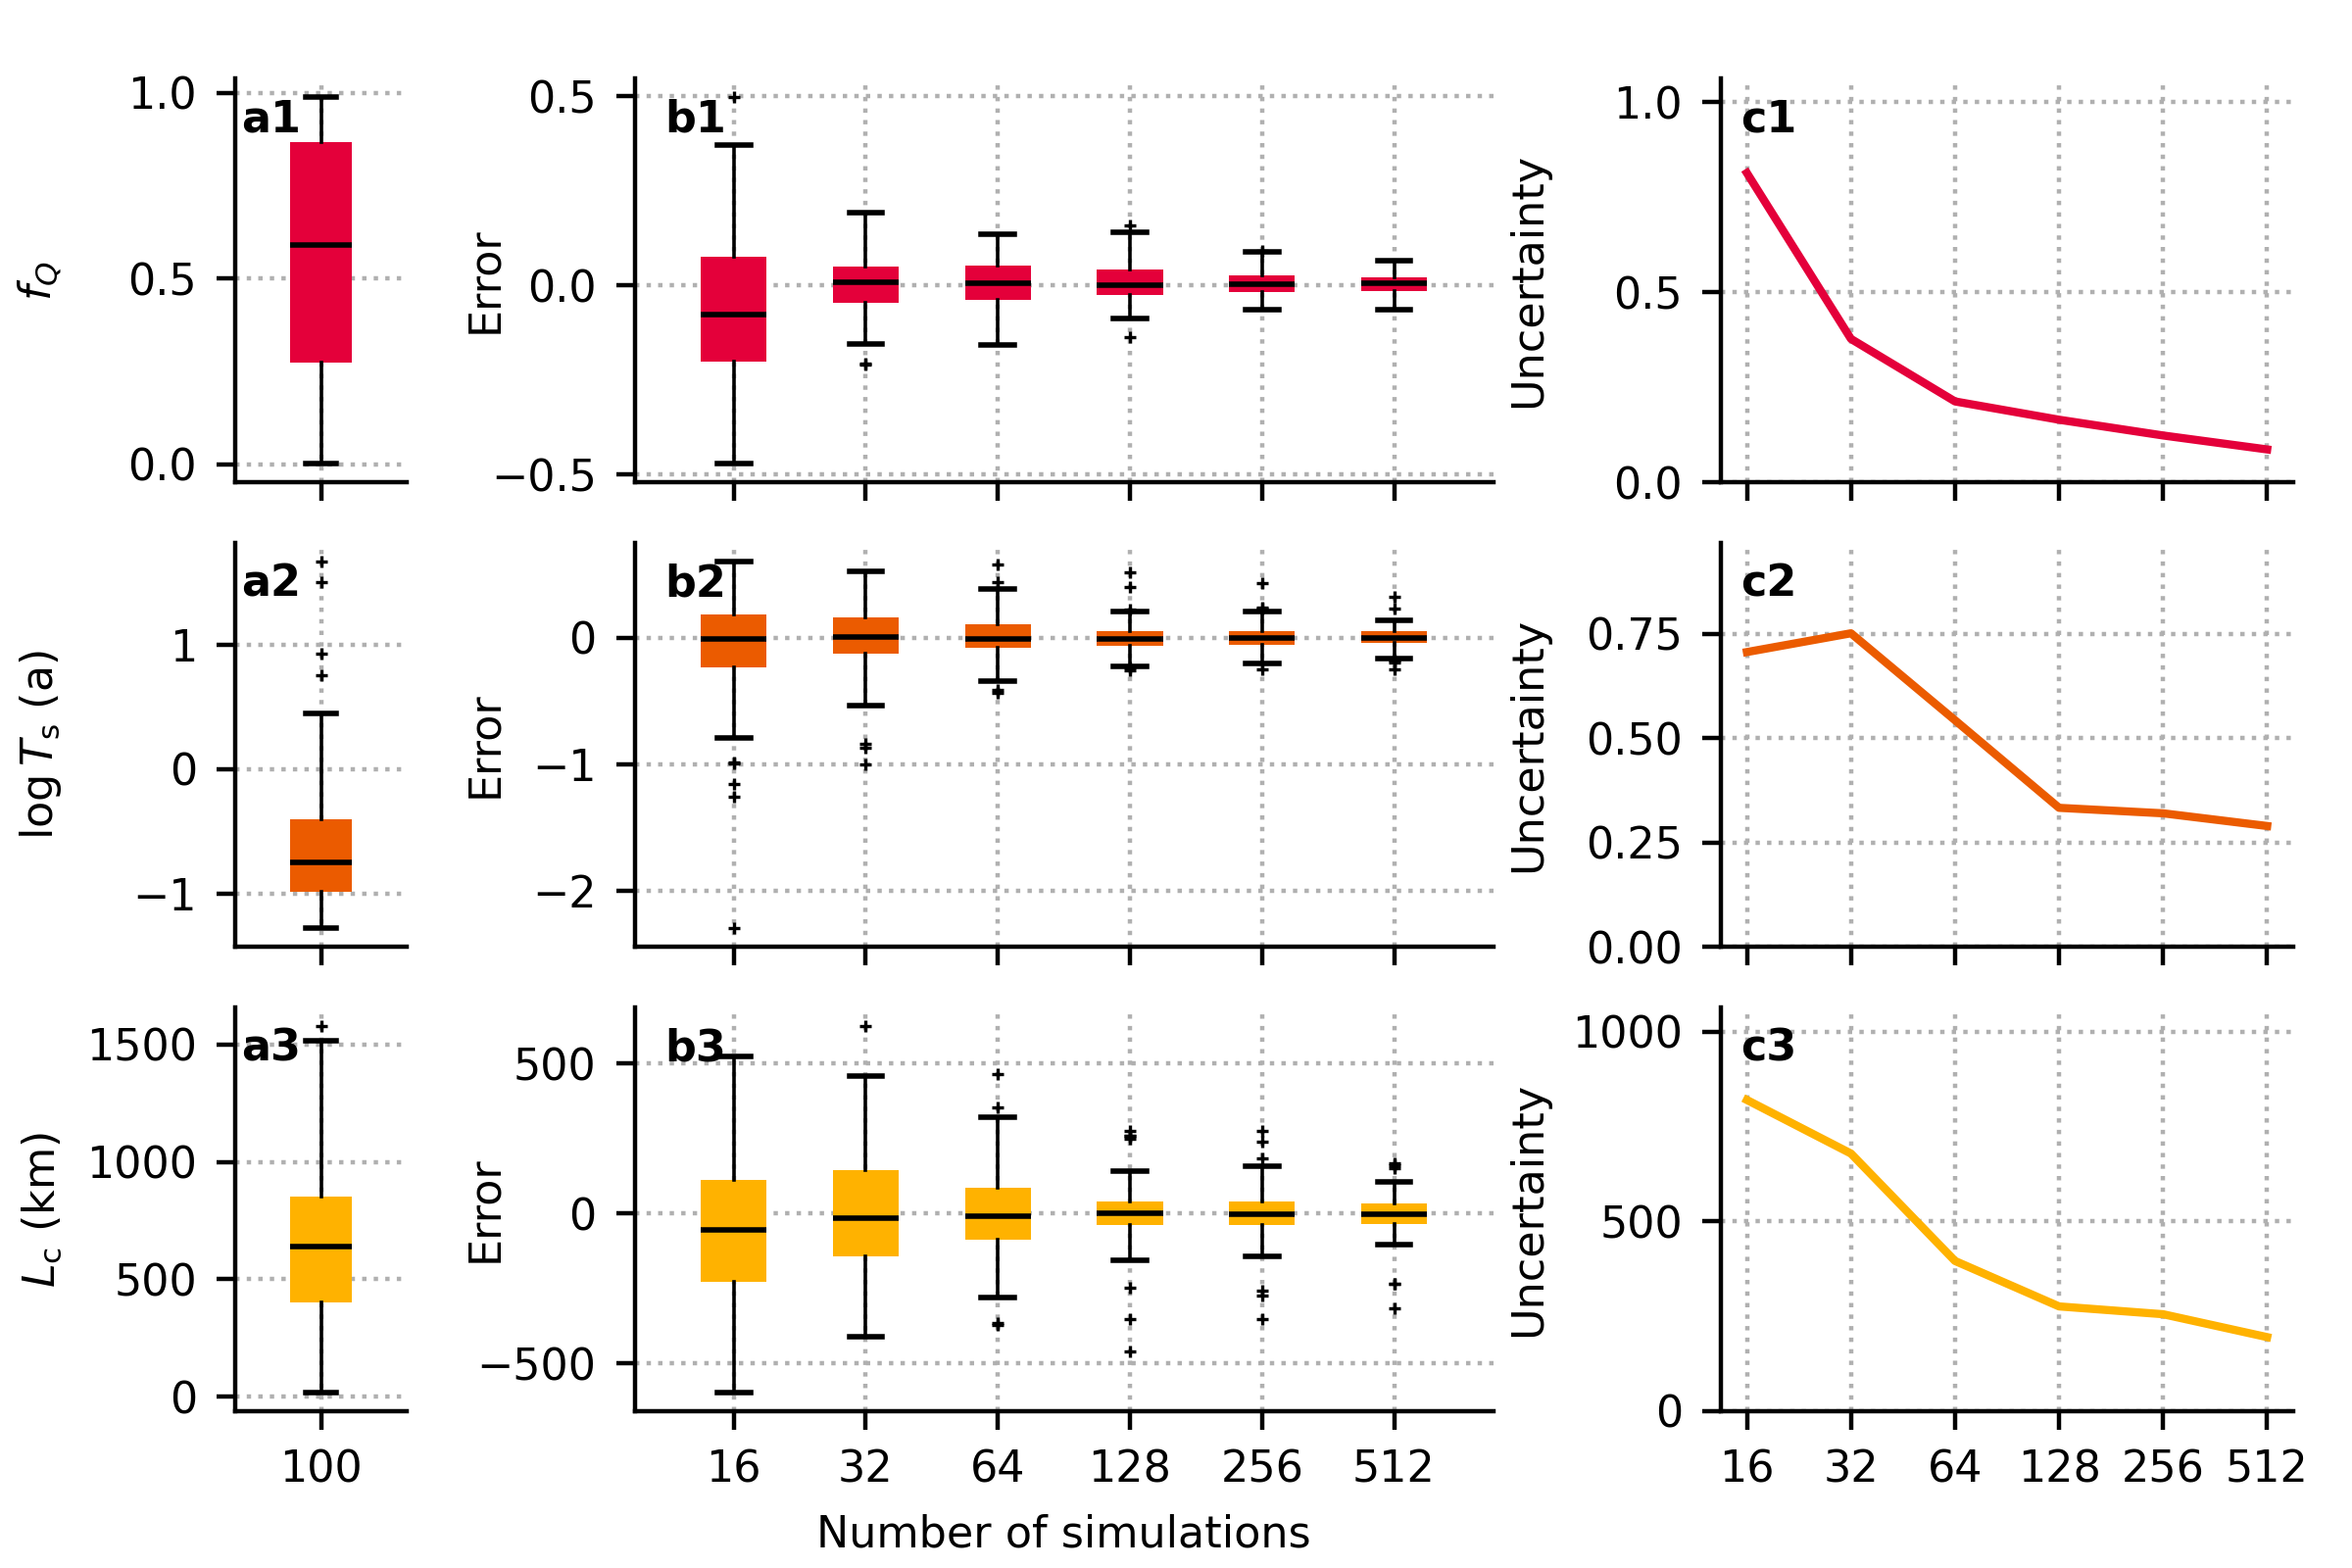 a1
b1
c1
1.0
0.5
0.0
f_Q
0.5
0.0
−0.5
Error
1.0
0.5
0.0
Uncertainty
a2
b2
c2
1
0
−1
log T_s (a)
0
−1
−2
Error
0.75
0.50
0.25
0.00
Uncertainty
a3
b3
c3
1500
1000
500
0
L_c (km)
500
0
−500
Error
1000
500
0
Uncertainty
100
16 32 64 128 256 512
16 32 64 128 256 512
Number of simulations